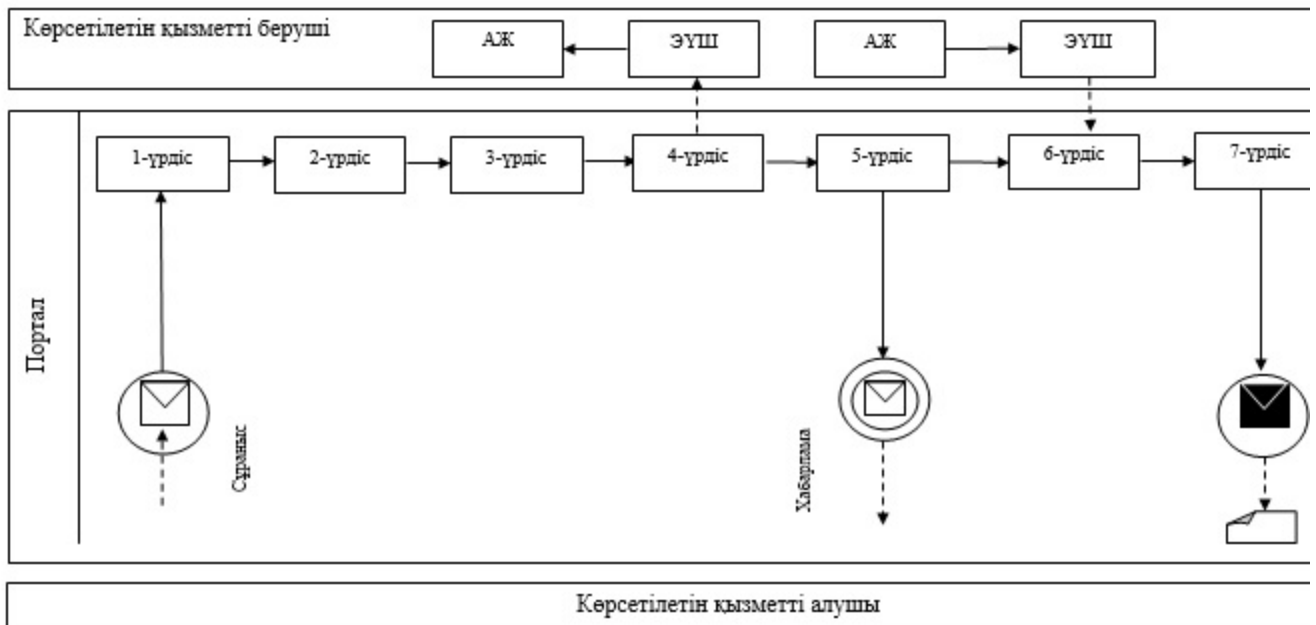 Көрсетілетін қызметті беруші
АЖ
ЭҮШ
АЖ
ЭҮШ
1-үрдіс
2-үрдіс
3-үрдіс
4-үрдіс
5-үрдіс
6-үрдіс
7-үрдіс
Портал
Сұраныс
Хабарлама
Көрсетілетін қызметті алушы